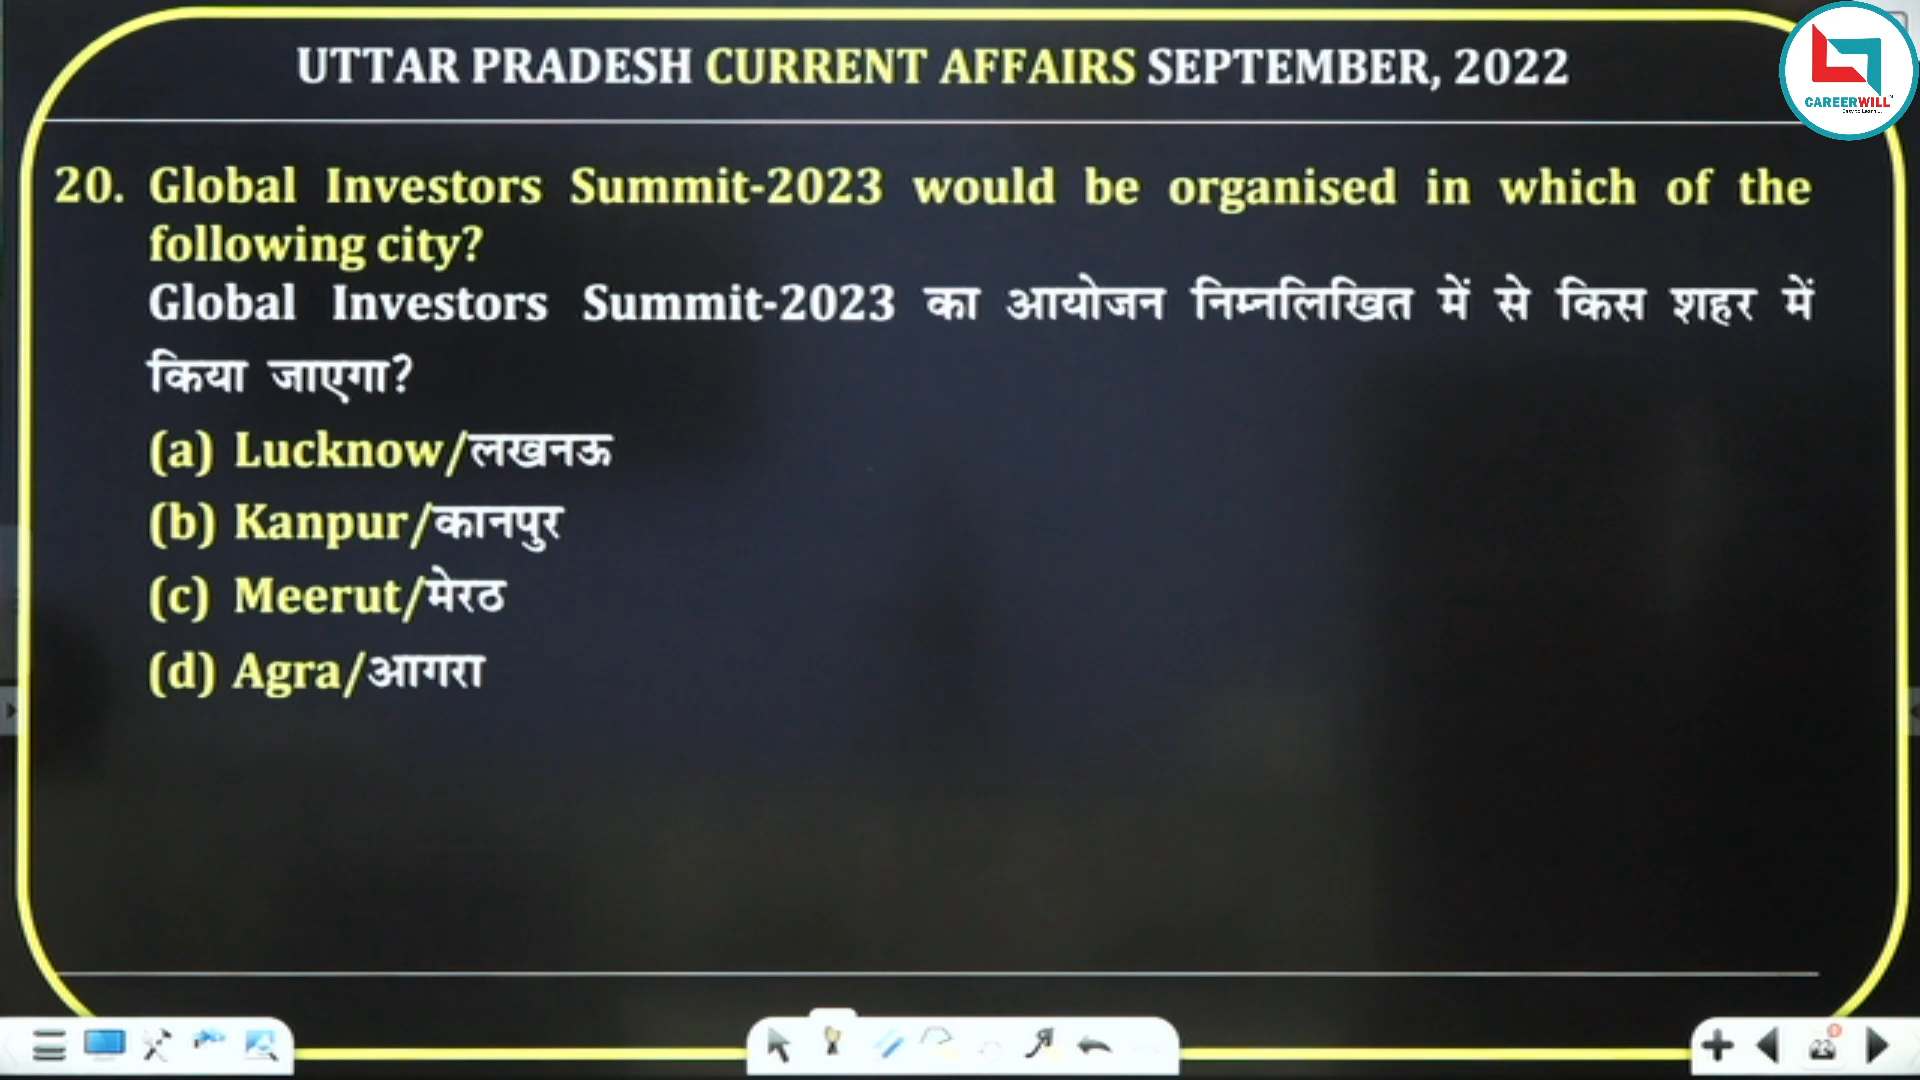 UTTAR PRADESH CURRENT AFFAIRS SEPTEMBER, 2022
CAREERWILL
20. Global Investors Summit-2023 would be organised in which of the
following city?
Global Investors Summit-2023 का आयोजन निम्नलिखित में से किस शहर में
किया जाएगा?
(a) Lucknow/लखनऊ
(b) Kanpur/कानपुर
(c) Meerut/मेरठ
(d) Agra/आगरा